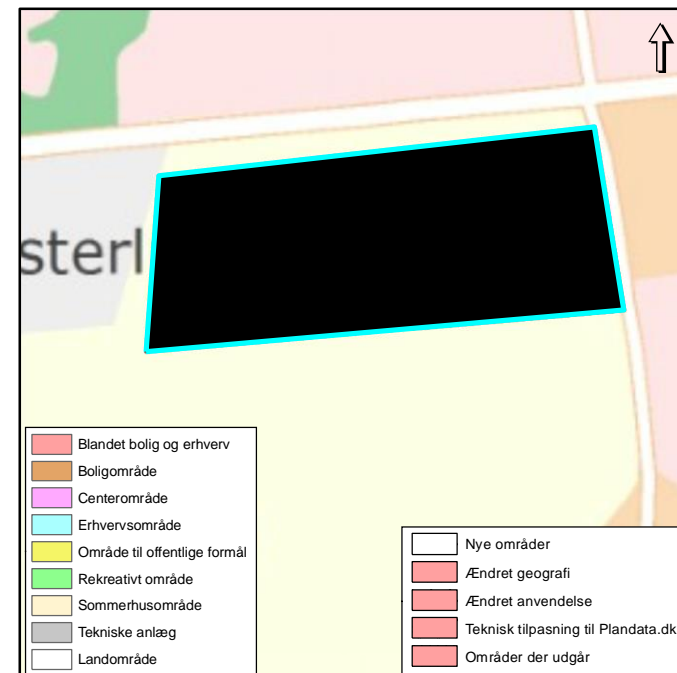 sterl
Blandet bolig og erhverv
Boligområde
Centerområde
Erhvervsområde
Område til offentlige formål
Rekreativt område
Sommerhusområde
Tekniske anlæg
Landområde
Nye områder
Ændret geografi
Ændret anvendelse
Teknisk tilpasning til Plandata.dk
Områder der udgår